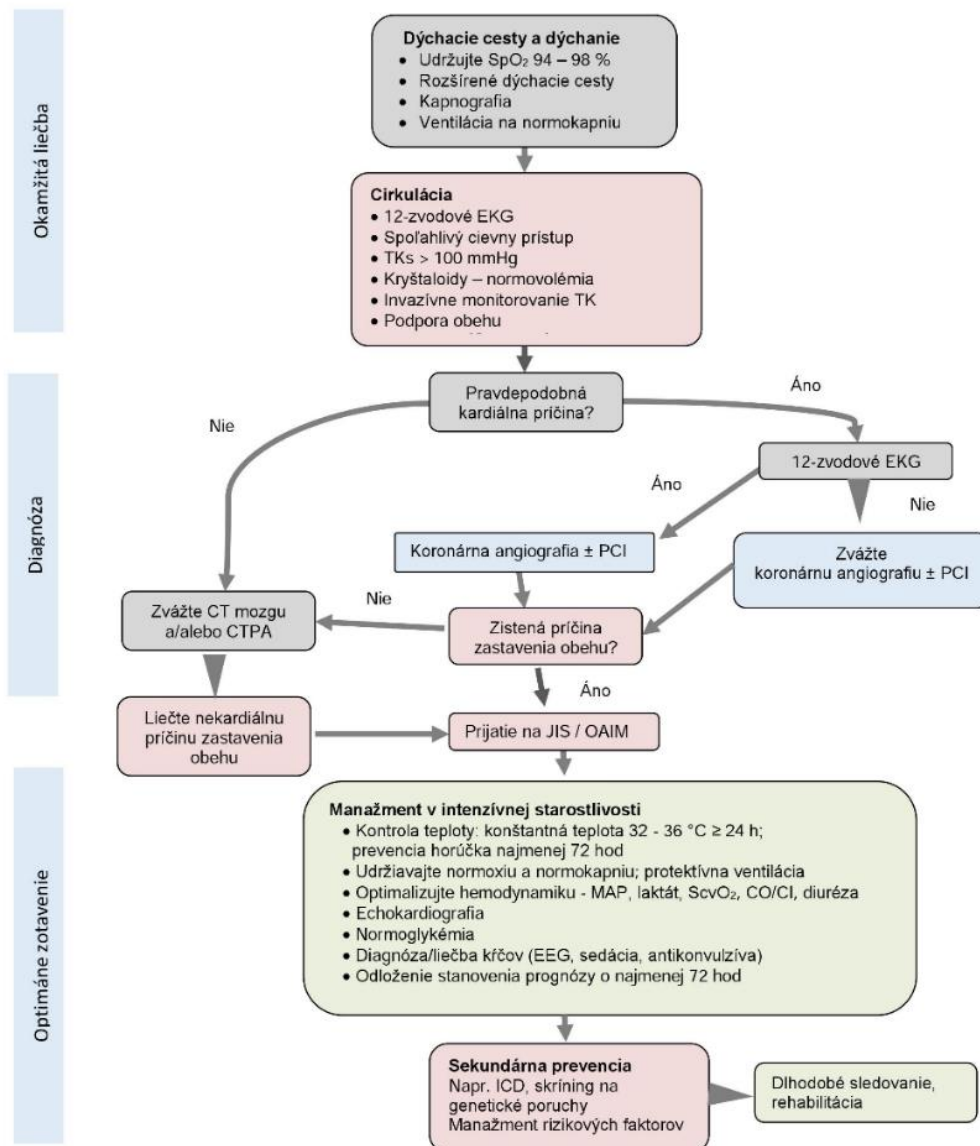 Okamžitá liečba
Dýchacie cesty a dýchanie
• Udržujte SpO₂ 94 – 98 %
• Rozšírené dýchacie cesty
• Kapnografia
• Ventilácia na normokapniu
Cirkulácia
• 12-zvodové EKG
• Spoľahlivý cievny prístup
• TKs > 100 mmHg
• Kryštaloidy – normovolémia
• Invazívne monitorovanie TK
• Podpora obehu
Diagnóza
Pravdepodobná
kardiálna príčina?
Nie
Áno
12-zvodové EKG
Áno
Nie
Koronárna angiografia ± PCI
Zvážte
koronárnu angiografiu ± PCI
Zvážte CT mozgu
a/alebo CTPA
Nie
Zistená príčina
zastavenia obehu?
Áno
Liečte nekardiálnu
príčinu zastavenia
obehu
Prijatie na JIS / OAIM
Optimáne zotavenie
Manažment v intenzívnej starostlivosti
• Kontrola teploty: konštantná teplota 32 - 36 °C ≥ 24 h;
prevencia horúčka najmenej 72 hod
• Udržiavajte normoxiu a normokapniu; protektívna ventilácia
• Optimalizujte hemodynamiku - MAP, laktát, ScvO₂, CO/CI, diuréza
• Echokardiografia
• Normoglykémia
• Diagnóza/liečba kŕčov (EEG, sedácia, antikonvulzíva)
• Odloženie stanovenia prognózy o najmenej 72 hod
Sekundárna prevencia
Napr. ICD, skríning na
genetické poruchy
Manažment rizikových faktorov
Dlhodobé sledovanie,
rehabilitácia